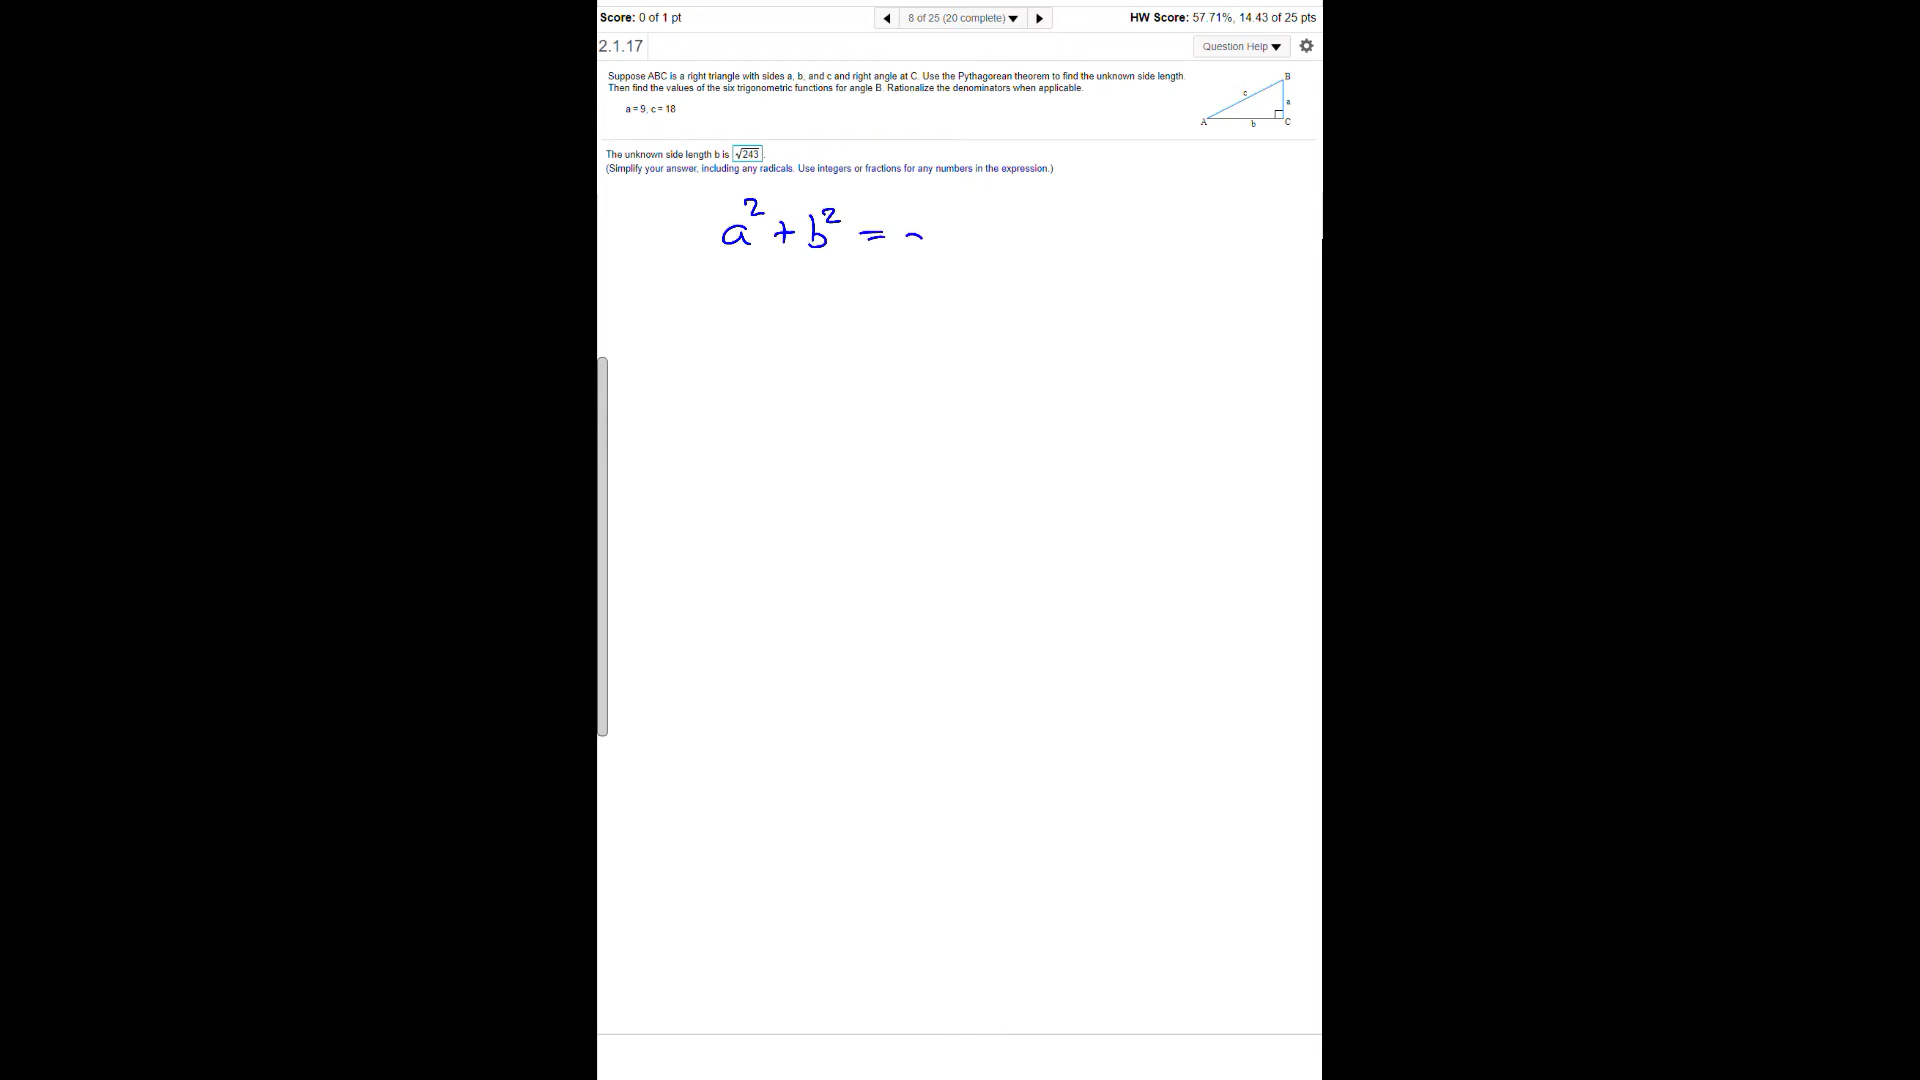 Score: 0 of 1 pt
8 of 25 (20 complete)
HW Score: 57.71%, 14.43 of 25 pts
2.1.17
Question Help
Suppose ABC is a right triangle with sides a, b, and c and right angle at C. Use the Pythagorean theorem to find the unknown side length.
Then find the values of the six trigonometric functions for angle B. Rationalize the denominators when applicable.
a = 9, c = 18
B
c
a
A
b
C
The unknown side length b is √243.
(Simplify your answer, including any radicals. Use integers or fractions for any numbers in the expression.)
a² + b² =